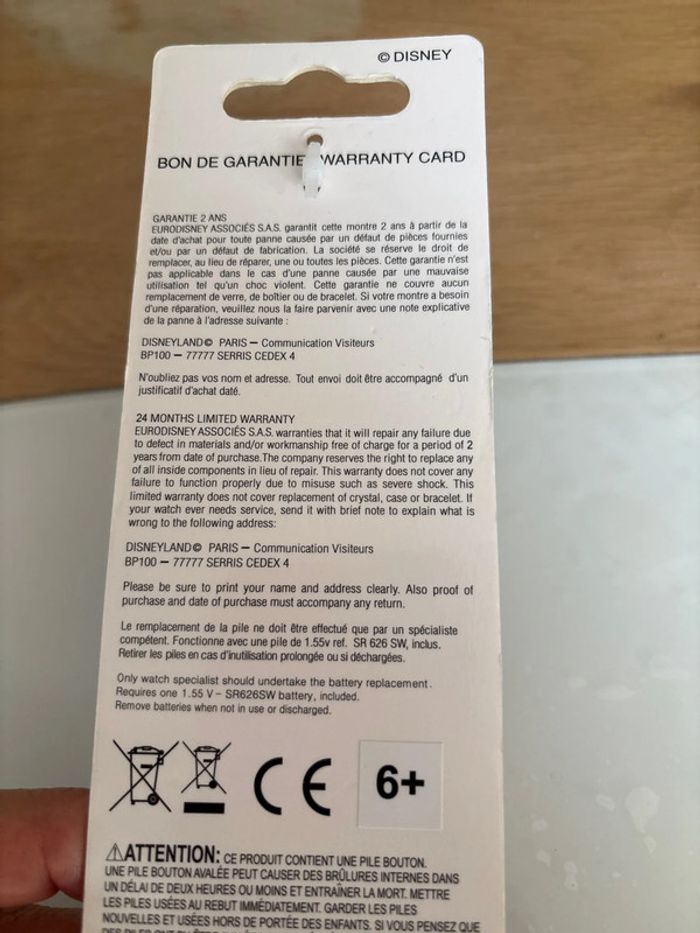 © DISNEY
BON DE GARANTIE WARRANTY CARD
GARANTIE 2 ANS
EURODISNEY ASSOCIÉS S.A.S. garantit cette montre 2 ans à partir de la
date d'achat pour toute panne causée par un défaut de pièces fournies
et/ou par un défaut de fabrication. La société se réserve le droit de
remplacer, au lieu de réparer, une ou toutes les pièces. Cette garantie n'est
pas applicable dans le cas d'une panne causée par une mauvaise
utilisation tel qu'un choc violent. Cette garantie ne couvre aucun
remplacement de verre, de boîtier ou de bracelet. Si votre montre a besoin
d'une réparation, veuillez nous la faire parvenir avec une note explicative
de la panne à l'adresse suivante :
DISNEYLAND© PARIS – Communication Visiteurs
BP100 – 77777 SERRIS CEDEX 4
N'oubliez pas vos nom et adresse. Tout envoi doit être accompagné d'un
justificatif d'achat daté.
24 MONTHS LIMITED WARRANTY
EURODISNEY ASSOCIÉS S.A.S. warranties that it will repair any failure due
to defect in materials and/or workmanship free of charge for a period of 2
years from date of purchase.The company reserves the right to replace any
of all inside components in lieu of repair. This warranty does not cover any
failure to function properly due to misuse such as severe shock. This
limited warranty does not cover replacement of crystal, case or bracelet. If
your watch ever needs service, send it with brief note to explain what is
wrong to the following address:
DISNEYLAND© PARIS – Communication Visiteurs
BP100 – 77777 SERRIS CEDEX 4
Please be sure to print your name and address clearly. Also proof of
purchase and date of purchase must accompany any return.
Le remplacement de la pile ne doit être effectué que par un spécialiste
compétent. Fonctionne avec une pile de 1.55v ref. SR 626 SW, inclus.
Retirer les piles en cas d'inutilisation prolongée ou si déchargées.
Only watch specialist should undertake the battery replacement.
Requires one 1.55 V – SR626SW battery, included.
Remove batteries when not in use or discharged.
CE 6+
⚠ATTENTION: CE PRODUIT CONTIENT UNE PILE BOUTON.
UNE PILE BOUTON AVALÉE PEUT CAUSER DES BRÛLURES INTERNES DANS
UN DÉLAI DE DEUX HEURES OU MOINS ET ENTRAÎNER LA MORT. METTRE
LES PILES USÉES AU REBUT IMMÉDIATEMENT. GARDER LES PILES
NOUVELLES ET USÉES HORS DE PORTÉE DES ENFANTS. SI VOUS PENSEZ QUE